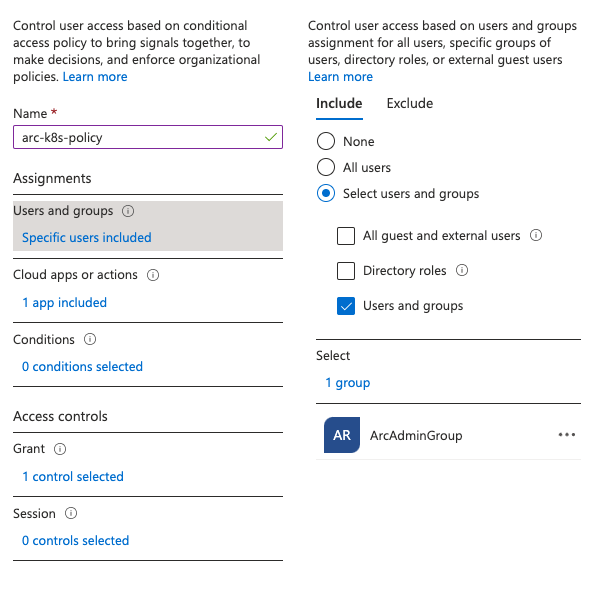 Control user access based on conditional
access policy to bring signals together, to
make decisions, and enforce organizational
policies. Learn more
Name *
arc-k8s-policy
Assignments
Users and groups
Specific users included
Cloud apps or actions
1 app included
Conditions
0 conditions selected
Access controls
Grant
1 control selected
Session
0 controls selected
Control user access based on users and groups
assignment for all users, specific groups of
users, directory roles, or external guest users
Learn more
Include Exclude
None
All users
Select users and groups
All guest and external users
Directory roles
Users and groups
Select
1 group
AR ArcAdminGroup